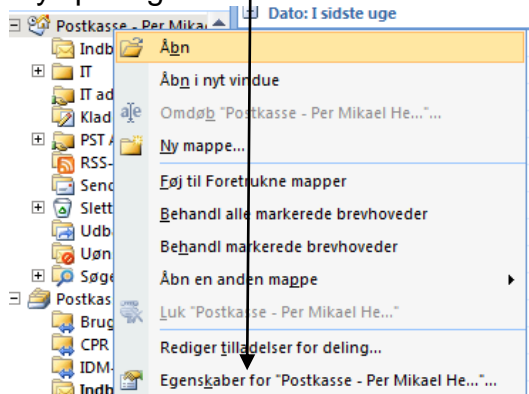 Dato: I sidste uge
Postkasse - Per Mika
Indb
IT
IT ad
Klad
PST A
RSS-
Send
Slett
Udb
Uøn
Søge
Postkas
Brug
CPR
IDM-
Indb
Åbn
Åbn i nyt vindue
Omdøb "Postkasse - Per Mikael He..."...
Ny mappe...
Føj til Foretrukne mapper
Behandl alle markerede brevhoveder
Behandl markerede brevhoveder
Åbn en anden mappe
Luk "Postkasse - Per Mikael He..."
Rediger tilladelser for deling...
Egenskaber for "Postkasse - Per Mikael He..."...